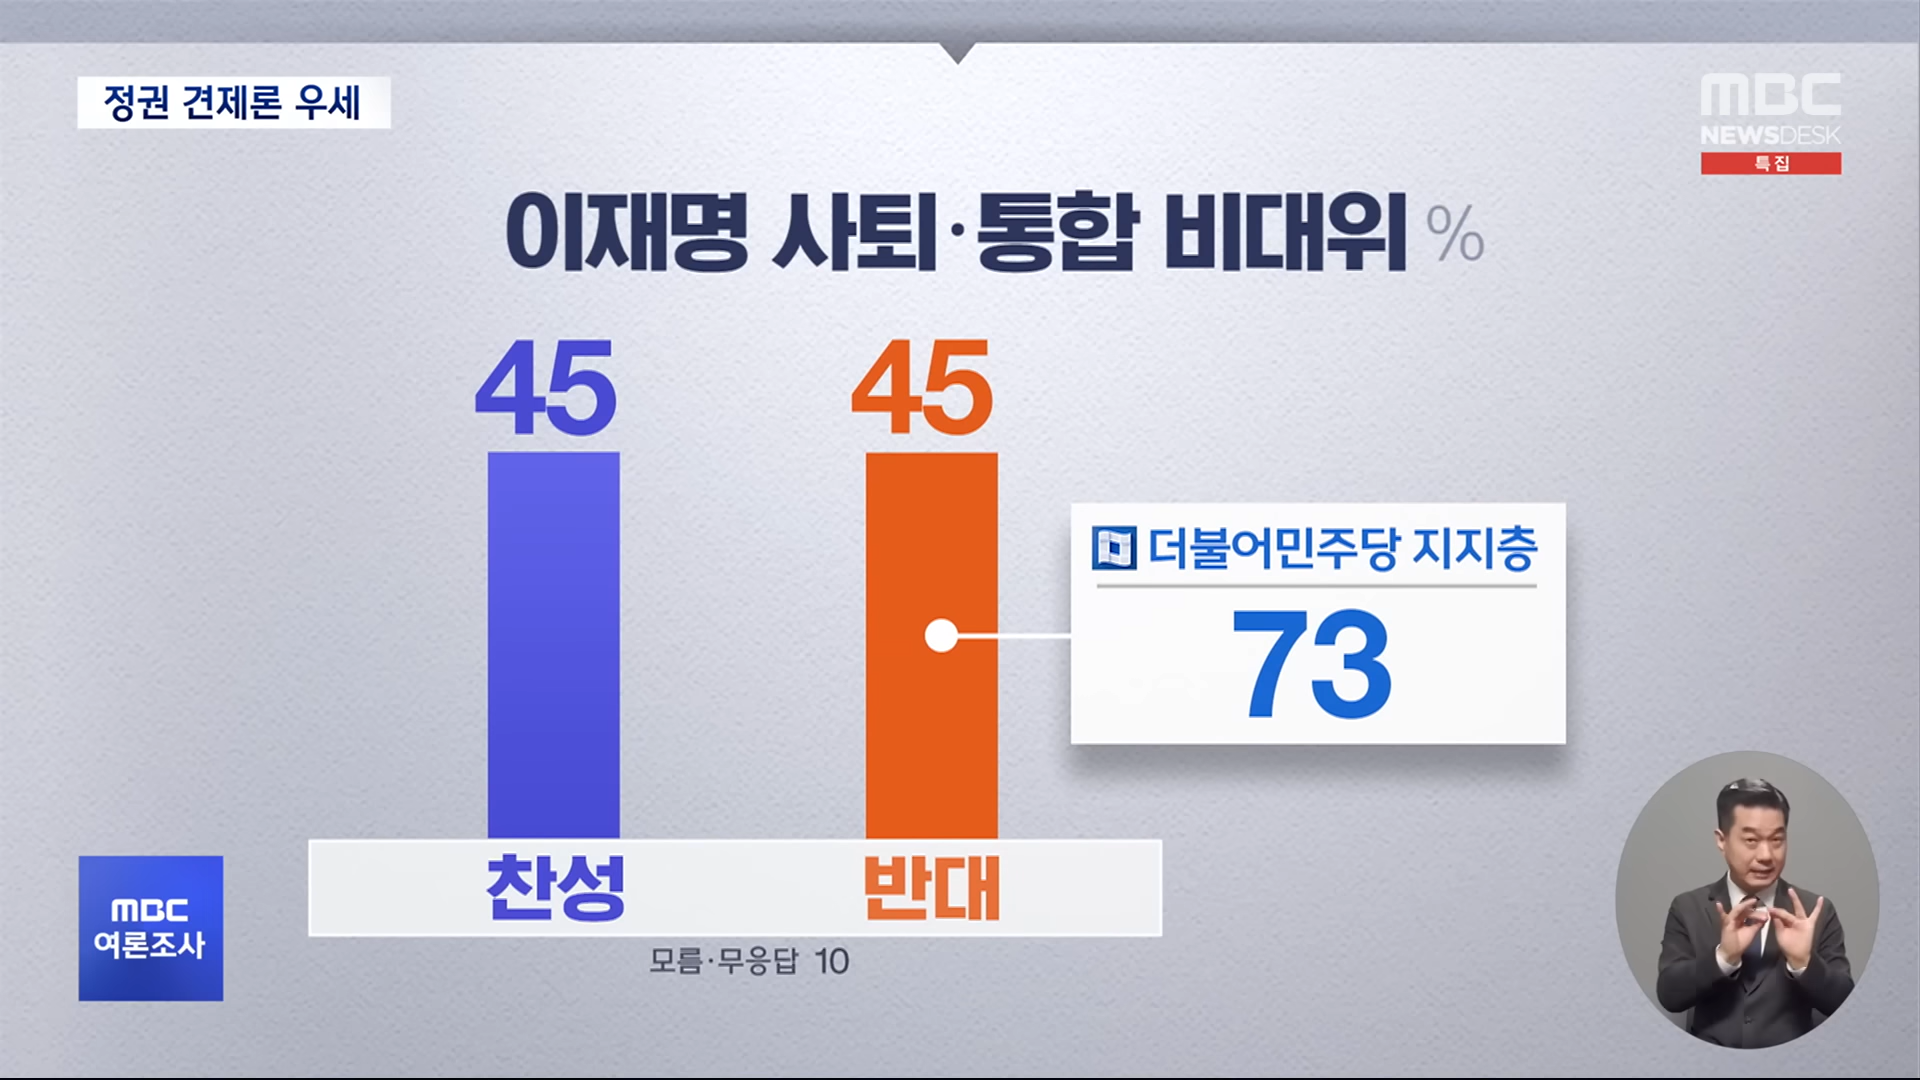 정권 견제론 우세
MBC
NEWSDESK
특집
이재명 사퇴·통합 비대위 %
45
45
더불어민주당 지지층
73
찬성
반대
모름·무응답 10
MBC
여론조사